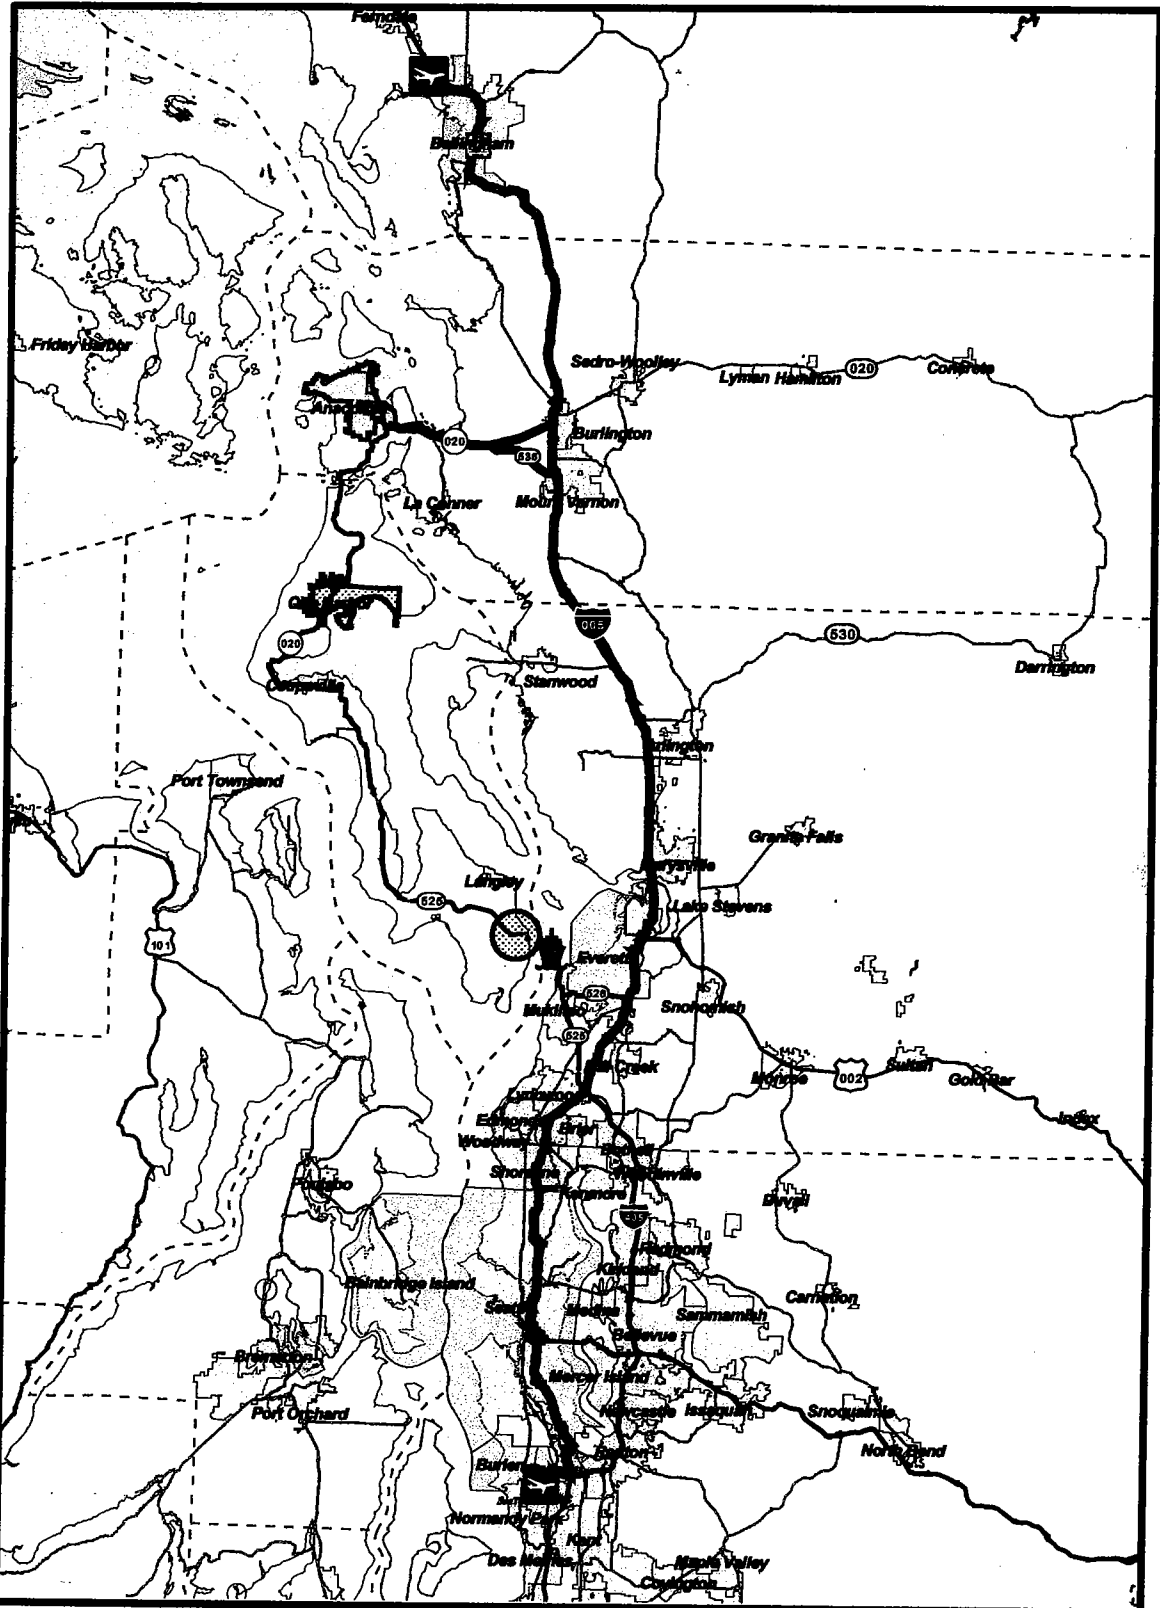 Ferndale
Bellingham
Friday Harbor
Sedro-Woolley
Lyman Hamilton
020
Concrete
Anacortes
Burlington
020
536
La Conner
Mount Vernon
Oak Harbor
005
020
530
Darrington
Coupeville
Stanwood
Arlington
Port Townsend
Granite Falls
Marysville
Langley
525
Lake Stevens
101
Everett
526
Mukilteo
Snohomish
525
Mill Creek
Monroe
002
Sultan
Gold Bar
Index
Lynnwood
Edmonds
Brier
Woodway
Bothell
Shoreline
Woodinville
Poulsbo
Kenmore
Duvall
405
Redmond
Kirkland
Bainbridge Island
Carnation
Seattle
Medina
Sammamish
Bellevue
Bremerton
Mercer Island
Port Orchard
Newcastle
Issaquah
Snoqualmie
Renton
North Bend
Burien
Normandy Park
Kent
Des Moines
Maple Valley
Covington